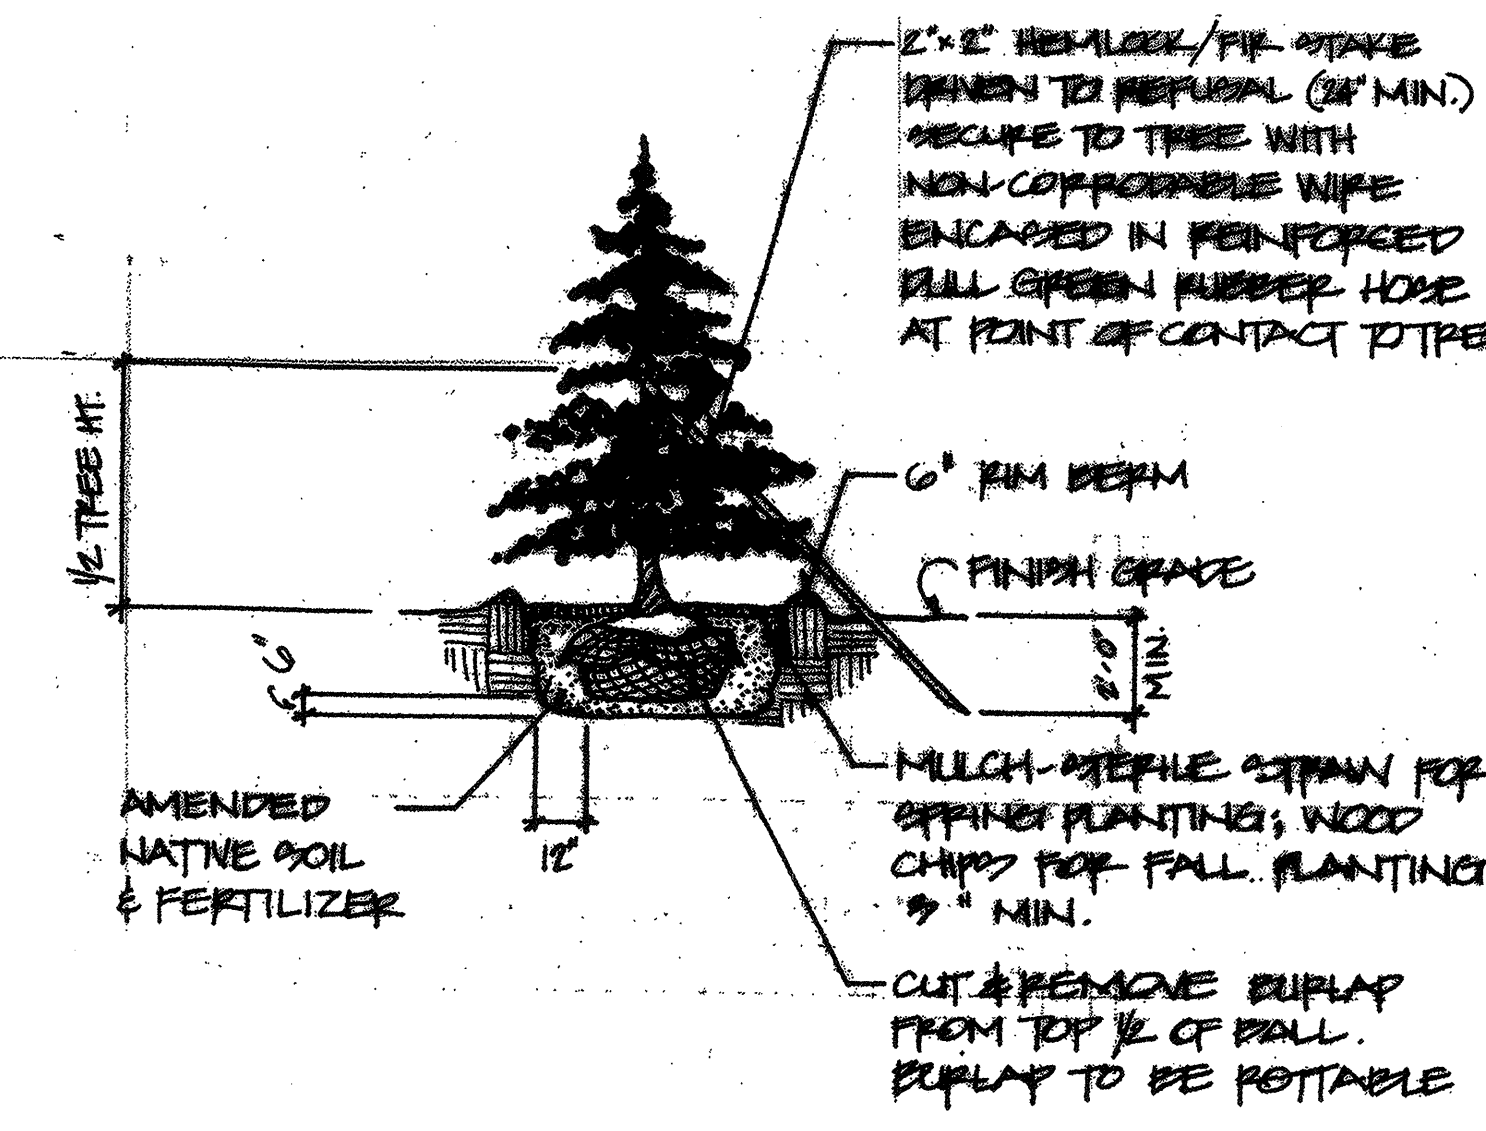 2"x 2" HEMLOCK/FIR STAKE
DRIVEN TO REFUSAL (24" MIN.)
SECURE TO TREE WITH
NON-CORRODABLE WIRE
ENCASED IN REINFORCED
DULL GREEN RUBBER HOSE
AT POINT OF CONTACT TO TREE
1/2 TREE HT.
6" RIM BERM
FINISH GRADE
2'-0"
MIN.
6"
MULCH-STERILE STRAW FOR
SPRING PLANTING; WOOD
CHIPS FOR FALL PLANTING
3" MIN.
AMENDED
NATIVE SOIL
& FERTILIZER
12"
CUT & REMOVE BURLAP
FROM TOP 1/2 OF BALL.
BURLAP TO BE ROTTABLE